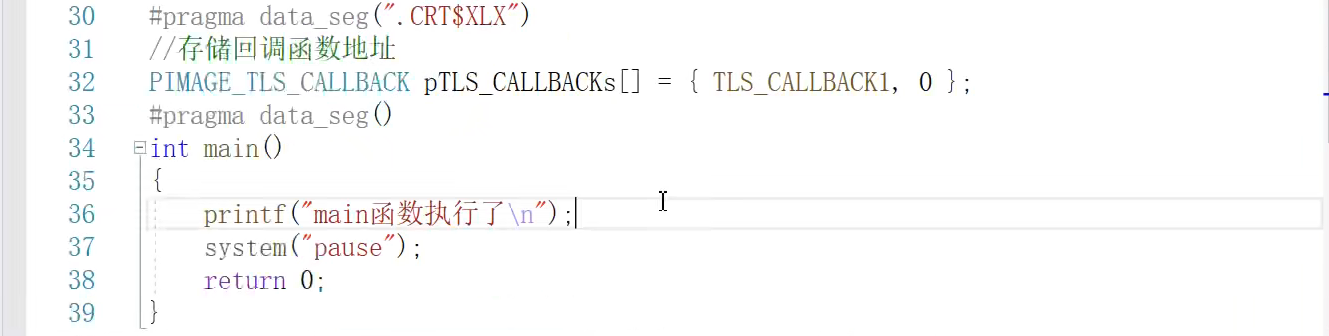 30 #pragma data_seg(".CRT$XLX")
31 //存储回调函数地址
32 PIMAGE_TLS_CALLBACK pTLS_CALLBACKs[] = { TLS_CALLBACK1, 0 };
33 #pragma data_seg()
34 int main()
35 {
36 printf("main函数执行了\n");
37 system("pause");
38 return 0;
39 }